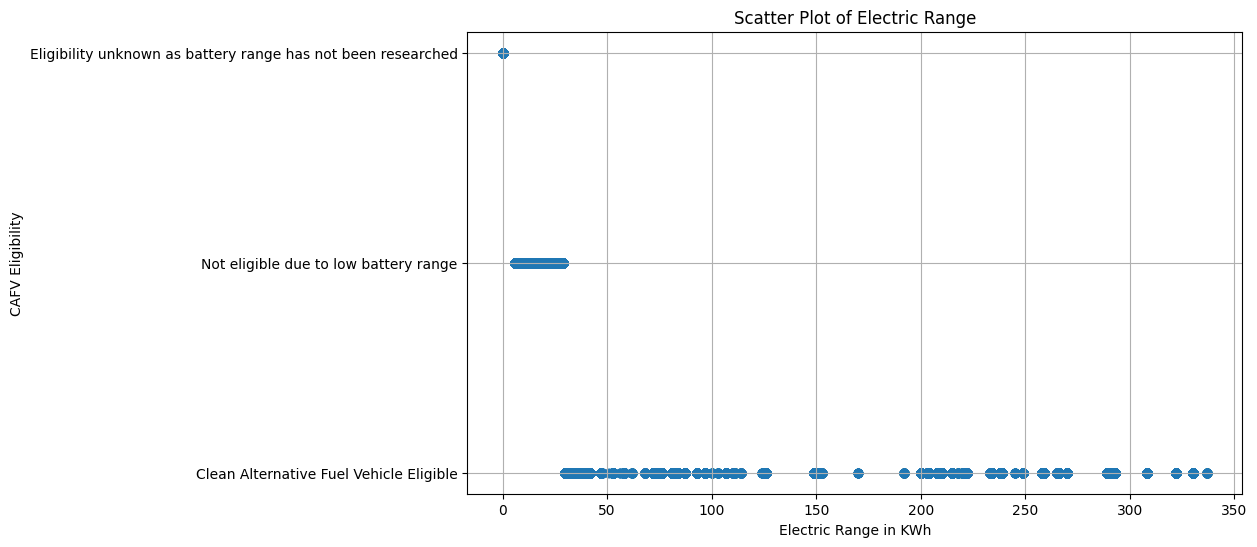 Scatter Plot of Electric Range
Eligibility unknown as battery range has not been researched
Not eligible due to low battery range
Clean Alternative Fuel Vehicle Eligible
CAFV Eligibility
0 50 100 150 200 250 300 350
Electric Range in KWh